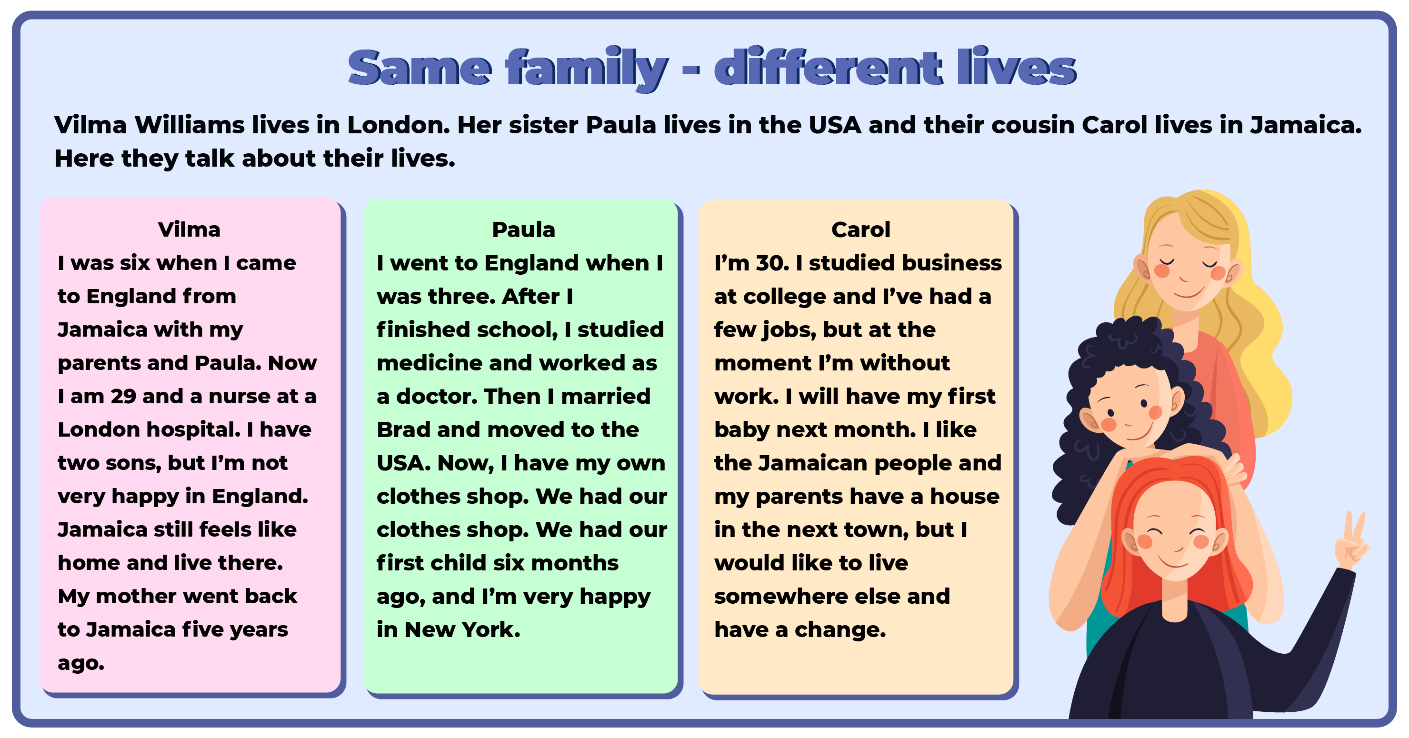 Same family - different lives
Vilma Williams lives in London. Her sister Paula lives in the USA and their cousin Carol lives in Jamaica.
Here they talk about their lives.
Vilma
I was six when I came
to England from
Jamaica with my
parents and Paula. Now
I am 29 and a nurse at a
London hospital. I have
two sons, but I’m not
very happy in England.
Jamaica still feels like
home and live there.
My mother went back
to Jamaica five years
ago.
Paula
I went to England when I
was three. After I
finished school, I studied
medicine and worked as
a doctor. Then I married
Brad and moved to the
USA. Now, I have my own
clothes shop. We had our
clothes shop. We had our
first child six months
ago, and I’m very happy
in New York.
Carol
I’m 30. I studied business
at college and I’ve had a
few jobs, but at the
moment I’m without
work. I will have my first
baby next month. I like
the Jamaican people and
my parents have a house
in the next town, but I
would like to live
somewhere else and
have a change.